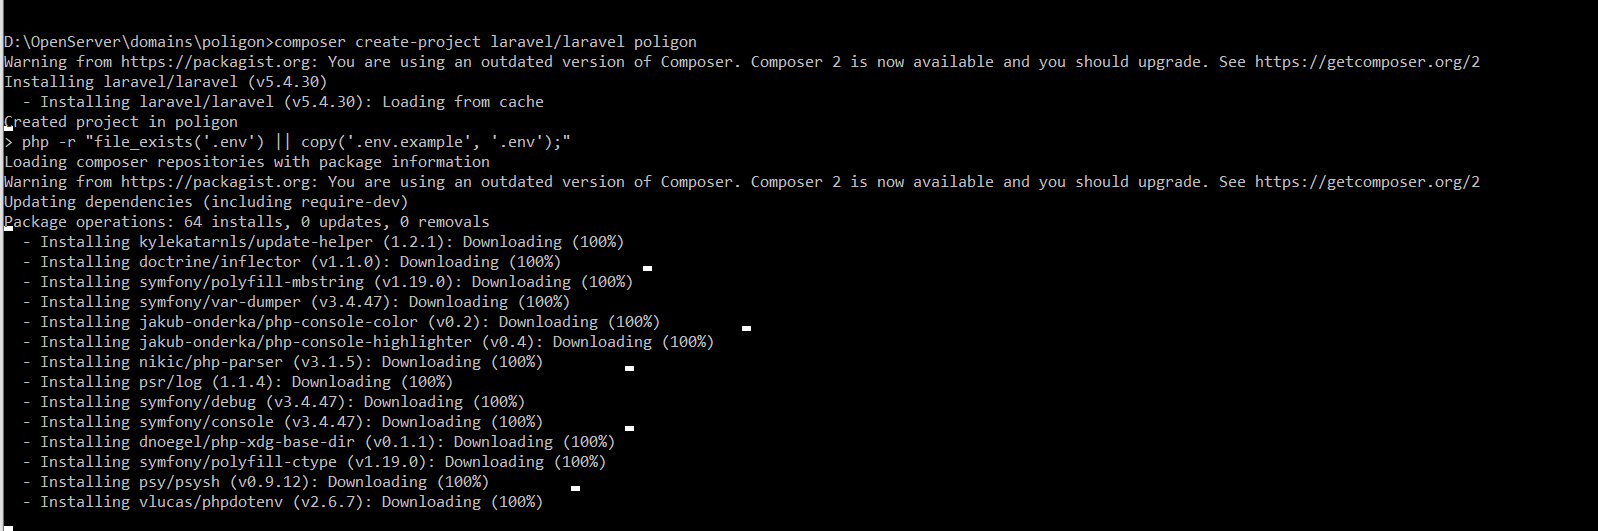 D:\OpenServer\domains\poligon>composer create-project laravel/laravel poligon
Warning from https://packagist.org: You are using an outdated version of Composer. Composer 2 is now available and you should upgrade. See https://getcomposer.org/2
Installing laravel/laravel (v5.4.30)
  - Installing laravel/laravel (v5.4.30): Loading from cache
Created project in poligon
> php -r "file_exists('.env') || copy('.env.example', '.env');"
Loading composer repositories with package information
Warning from https://packagist.org: You are using an outdated version of Composer. Composer 2 is now available and you should upgrade. See https://getcomposer.org/2
Updating dependencies (including require-dev)
Package operations: 64 installs, 0 updates, 0 removals
  - Installing kylekatarnls/update-helper (1.2.1): Downloading (100%)
  - Installing doctrine/inflector (v1.1.0): Downloading (100%)
  - Installing symfony/polyfill-mbstring (v1.19.0): Downloading (100%)
  - Installing symfony/var-dumper (v3.4.47): Downloading (100%)
  - Installing jakub-onderka/php-console-color (v0.2): Downloading (100%)
  - Installing jakub-onderka/php-console-highlighter (v0.4): Downloading (100%)
  - Installing nikic/php-parser (v3.1.5): Downloading (100%)
  - Installing psr/log (1.1.4): Downloading (100%)
  - Installing symfony/debug (v3.4.47): Downloading (100%)
  - Installing symfony/console (v3.4.47): Downloading (100%)
  - Installing dnoegel/php-xdg-base-dir (v0.1.1): Downloading (100%)
  - Installing symfony/polyfill-ctype (v1.19.0): Downloading (100%)
  - Installing psy/psysh (v0.9.12): Downloading (100%)
  - Installing vlucas/phpdotenv (v2.6.7): Downloading (100%)